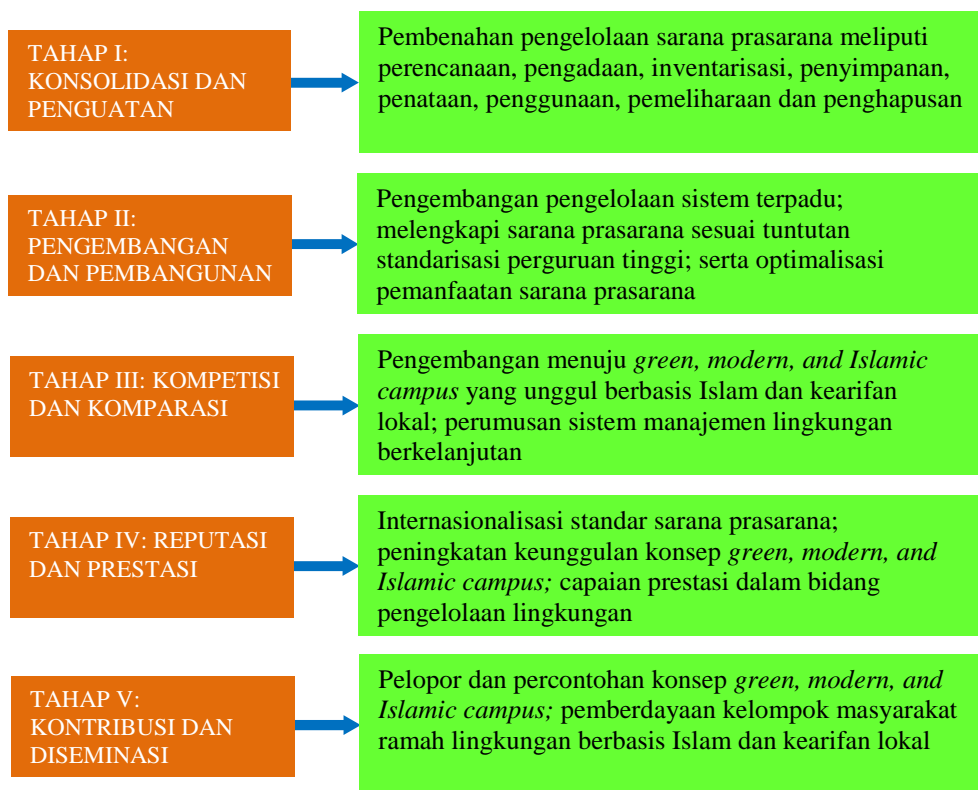 TAHAP I:
KONSOLIDASI DAN
PENGUATAN
Pembenahan pengelolaan sarana prasarana meliputi
perencanaan, pengadaan, inventarisasi, penyimpanan,
penataan, penggunaan, pemeliharaan dan penghapusan
TAHAP II:
PENGEMBANGAN
DAN PEMBANGUNAN
Pengembangan pengelolaan sistem terpadu;
melengkapi sarana prasarana sesuai tuntutan
standarisasi perguruan tinggi; serta optimalisasi
pemanfaatan sarana prasarana
TAHAP III: KOMPETISI
DAN KOMPARASI
Pengembangan menuju green, modern, and Islamic
campus yang unggul berbasis Islam dan kearifan
lokal; perumusan sistem manajemen lingkungan
berkelanjutan
TAHAP IV: REPUTASI
DAN PRESTASI
Internasionalisasi standar sarana prasarana;
peningkatan keunggulan konsep green, modern, and
Islamic campus; capaian prestasi dalam bidang
pengelolaan lingkungan
TAHAP V:
KONTRIBUSI DAN
DISEMINASI
Pelopor dan percontohan konsep green, modern, and
Islamic campus; pemberdayaan kelompok masyarakat
ramah lingkungan berbasis Islam dan kearifan lokal